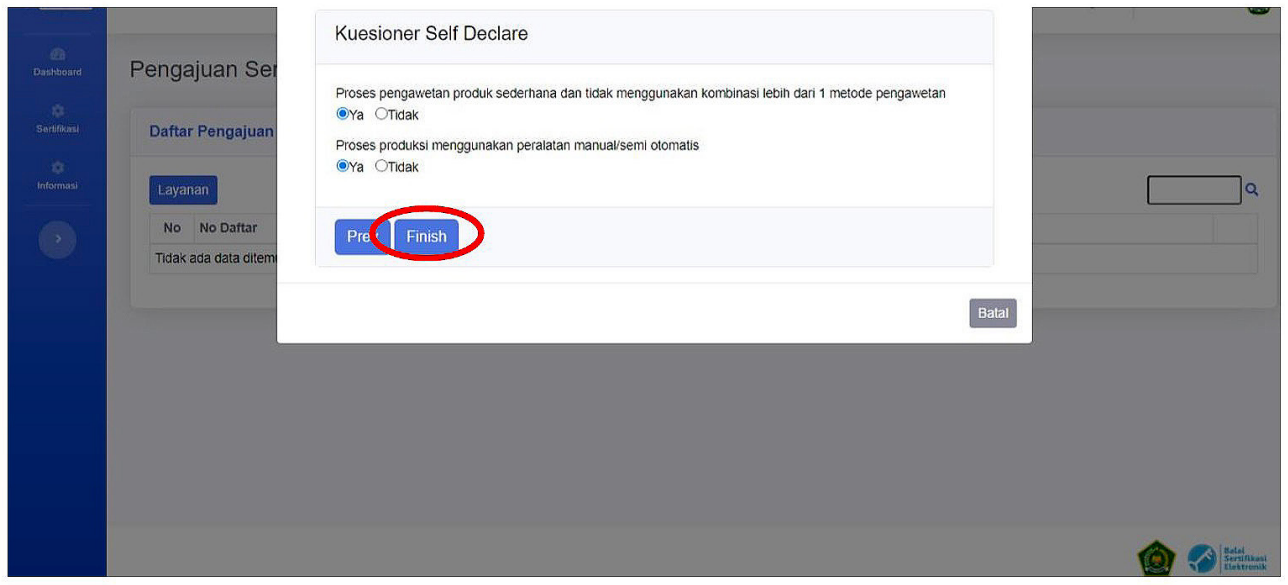 Kuesioner Self Declare
Dashboard
Pengajuan Ser
Proses pengawetan produk sederhana dan tidak menggunakan kombinasi lebih dari 1 metode pengawetan
Ya Tidak
Sertifikasi
Daftar Pengajuan
Proses produksi menggunakan peralatan manual/semi otomatis
Ya Tidak
Informasi
Layanan
No No Daftar
Pre Finish
Tidak ada data ditemu
Batal
Balai
Sertifikasi
Elektronik